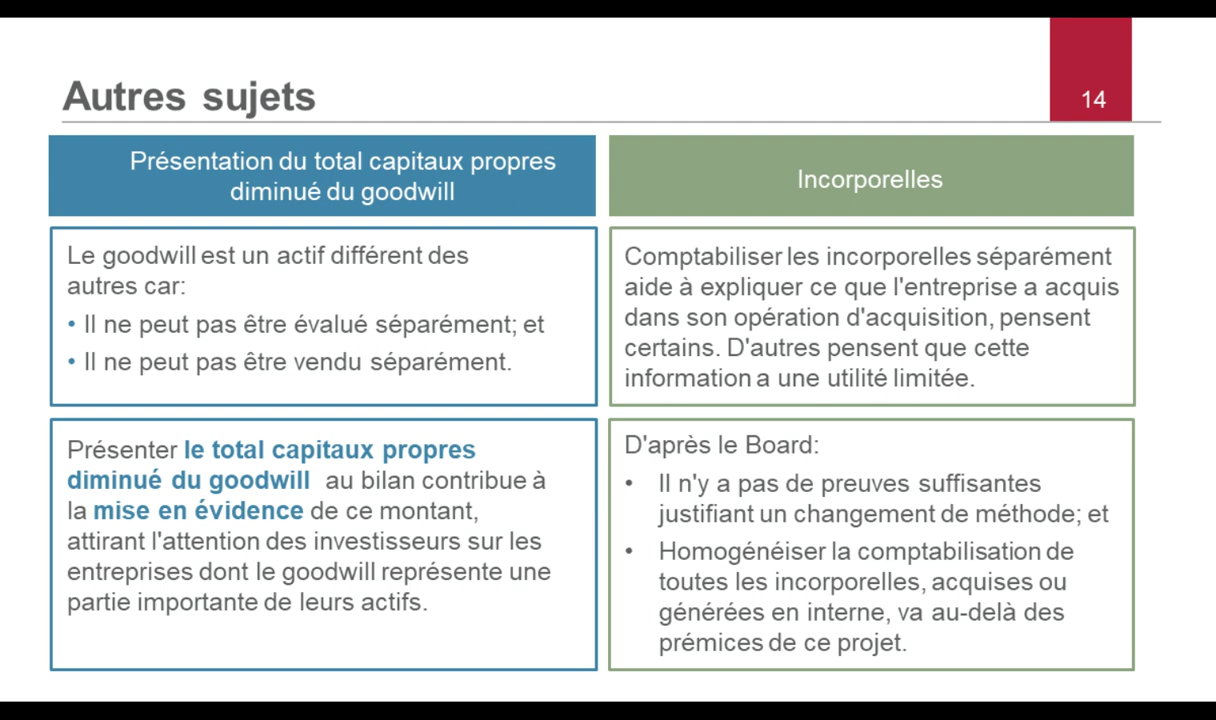 Autres sujets
14
Présentation du total capitaux propres
diminué du goodwill
Le goodwill est un actif différent des
autres car:
• Il ne peut pas être évalué séparément; et
• Il ne peut pas être vendu séparément.
Présenter le total capitaux propres
diminué du goodwill au bilan contribue à
la mise en évidence de ce montant,
attirant l'attention des investisseurs sur les
entreprises dont le goodwill représente une
partie importante de leurs actifs.
Incorporelles
Comptabiliser les incorporelles séparément
aide à expliquer ce que l'entreprise a acquis
dans son opération d'acquisition, pensent
certains. D'autres pensent que cette
information a une utilité limitée.
D'après le Board:
• Il n'y a pas de preuves suffisantes
justifiant un changement de méthode; et
• Homogénéiser la comptabilisation de
toutes les incorporelles, acquises ou
générées en interne, va au-delà des
prémices de ce projet.